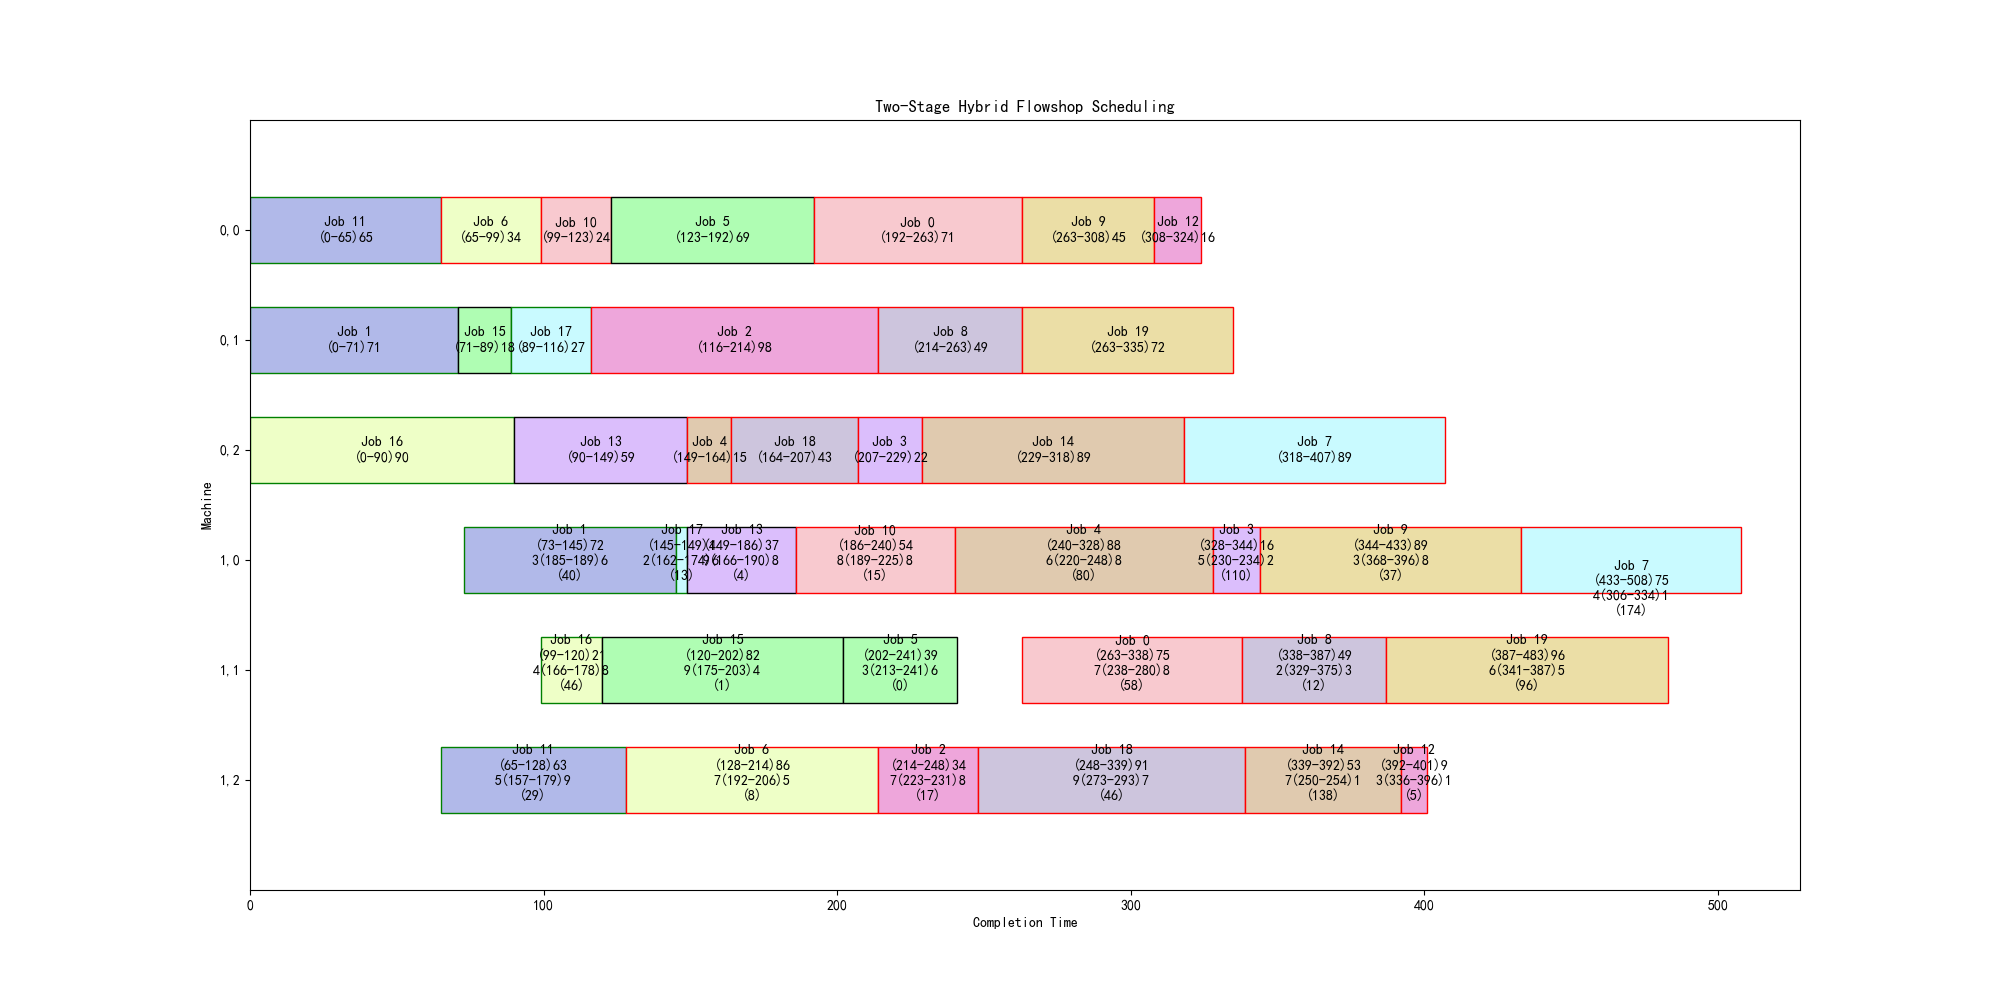 Two-Stage Hybrid Flowshop Scheduling
0,0
Job 11
(0-65)65
Job 6
(65-99)34
Job 10
(99-123)24
Job 5
(123-192)69
Job 0
(192-263)71
Job 9
(263-308)45
Job 12
(308-324)16
0,1
Job 1
(0-71)71
Job 15
(71-89)18
Job 17
(89-116)27
Job 2
(116-214)98
Job 8
(214-263)49
Job 19
(263-335)72
0,2
Job 16
(0-90)90
Job 13
(90-149)59
Job 4
(149-164)15
Job 18
(164-207)43
Job 3
(207-229)22
Job 14
(229-318)89
Job 7
(318-407)89
Machine
1,0
Job 1
(73-145)72
3(185-189)6
(40)
Job 17
(145-149)4
2(162-174)6
(13)
Job 13
(149-186)37
9(166-190)8
(4)
Job 10
(186-240)54
8(189-225)8
(15)
Job 4
(240-328)88
6(220-248)8
(80)
Job 3
(328-344)16
5(230-234)2
(110)
Job 9
(344-433)89
3(368-396)8
(37)
Job 7
(433-508)75
4(306-334)1
(174)
1,1
Job 16
(99-120)21
4(166-178)8
(46)
Job 15
(120-202)82
9(175-203)4
(1)
Job 5
(202-241)39
3(213-241)6
(0)
Job 0
(263-338)75
7(238-280)8
(58)
Job 8
(338-387)49
2(329-375)3
(12)
Job 19
(387-483)96
6(341-387)5
(96)
1,2
Job 11
(65-128)63
5(157-179)9
(29)
Job 6
(128-214)86
7(192-206)5
(8)
Job 2
(214-248)34
7(223-231)8
(17)
Job 18
(248-339)91
9(273-293)7
(46)
Job 14
(339-392)53
7(250-254)1
(138)
Job 12
(392-401)9
3(336-396)1
(5)
0
100
200
300
400
500
Completion Time